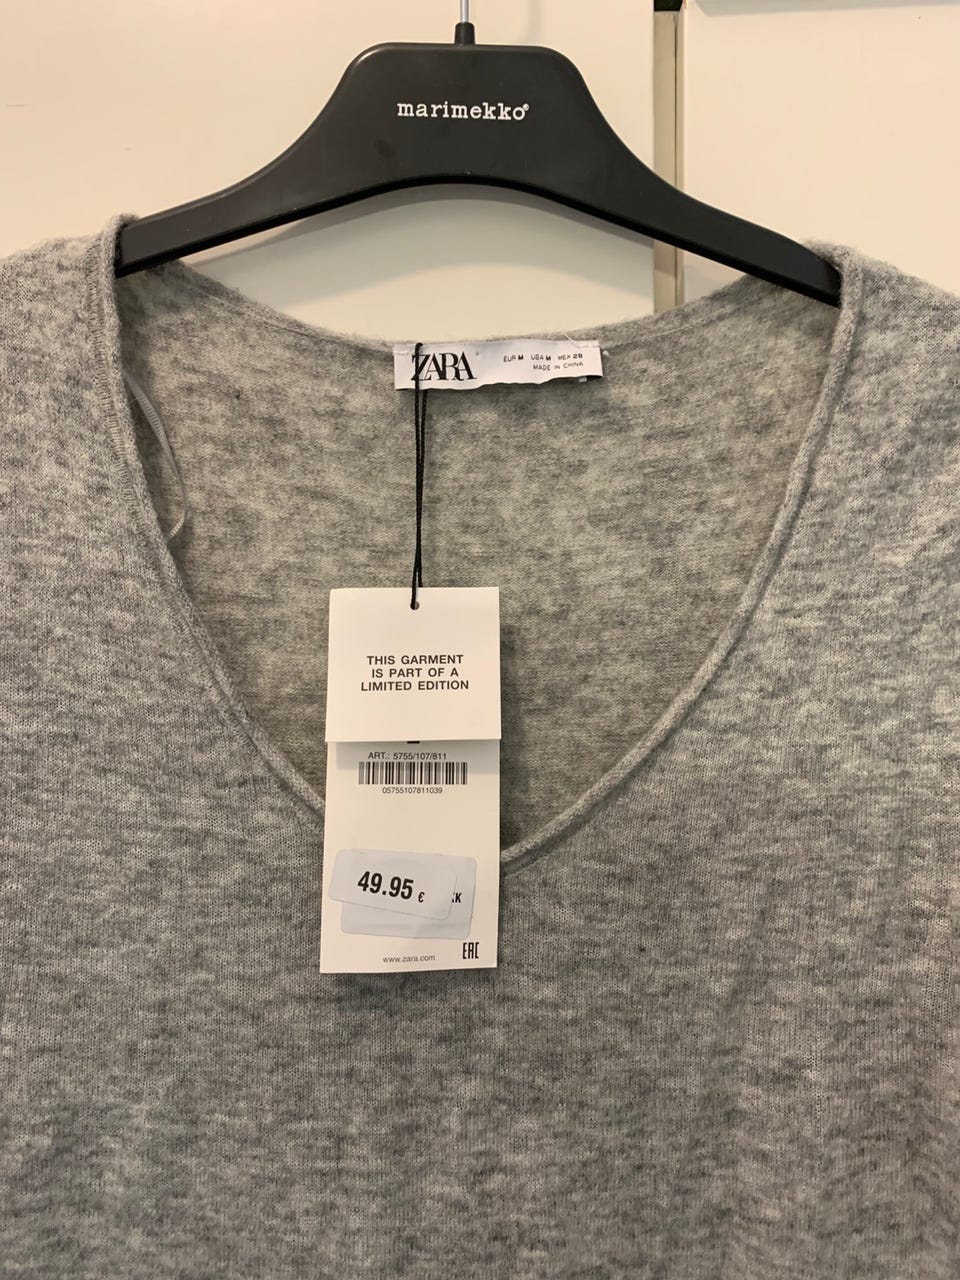 marimekko®
ZARA
EUR M USA M MEX 28
MADE IN CHINA
THIS GARMENT
IS PART OF A
LIMITED EDITION
ART.: 5755/107/811
05755107811039
49.95 €
KK
www.zara.com
EAC